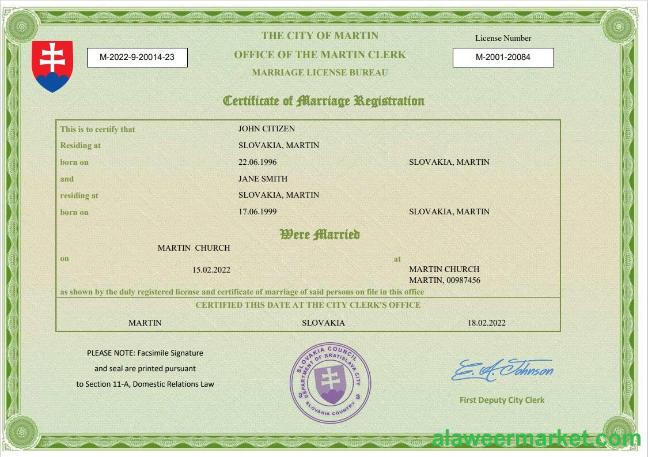 THE CITY OF MARTIN
License Number
M-2022-9-20014-23
OFFICE OF THE MARTIN CLERK
M-2001-20084
MARRIAGE LICENSE BUREAU
Certificate of Marriage Registration
This is to certify that JOHN CITIZEN
Residing at SLOVAKIA, MARTIN
born on 22.06.1996 SLOVAKIA, MARTIN
and JANE SMITH
residing at SLOVAKIA, MARTIN
born on 17.06.1999 SLOVAKIA, MARTIN
Were Married
MARTIN CHURCH
on at
15.02.2022 MARTIN CHURCH
MARTIN, 00987456
as shown by the duly registered license and certificate of marriage of said persons on file in this office
CERTIFIED THIS DATE AT THE CITY CLERK'S OFFICE
MARTIN SLOVAKIA 18.02.2022
PLEASE NOTE: Facsimile Signature
and seal are printed pursuant
to Section 11-A, Domestic Relations Law
SLOVAKIA COUNCIL
DEPARTMENT OF BRATISLAVA CITY
SLOVAKIA COUNTRY
E. A. Johnson
First Deputy City Clerk
alaweermarket.com